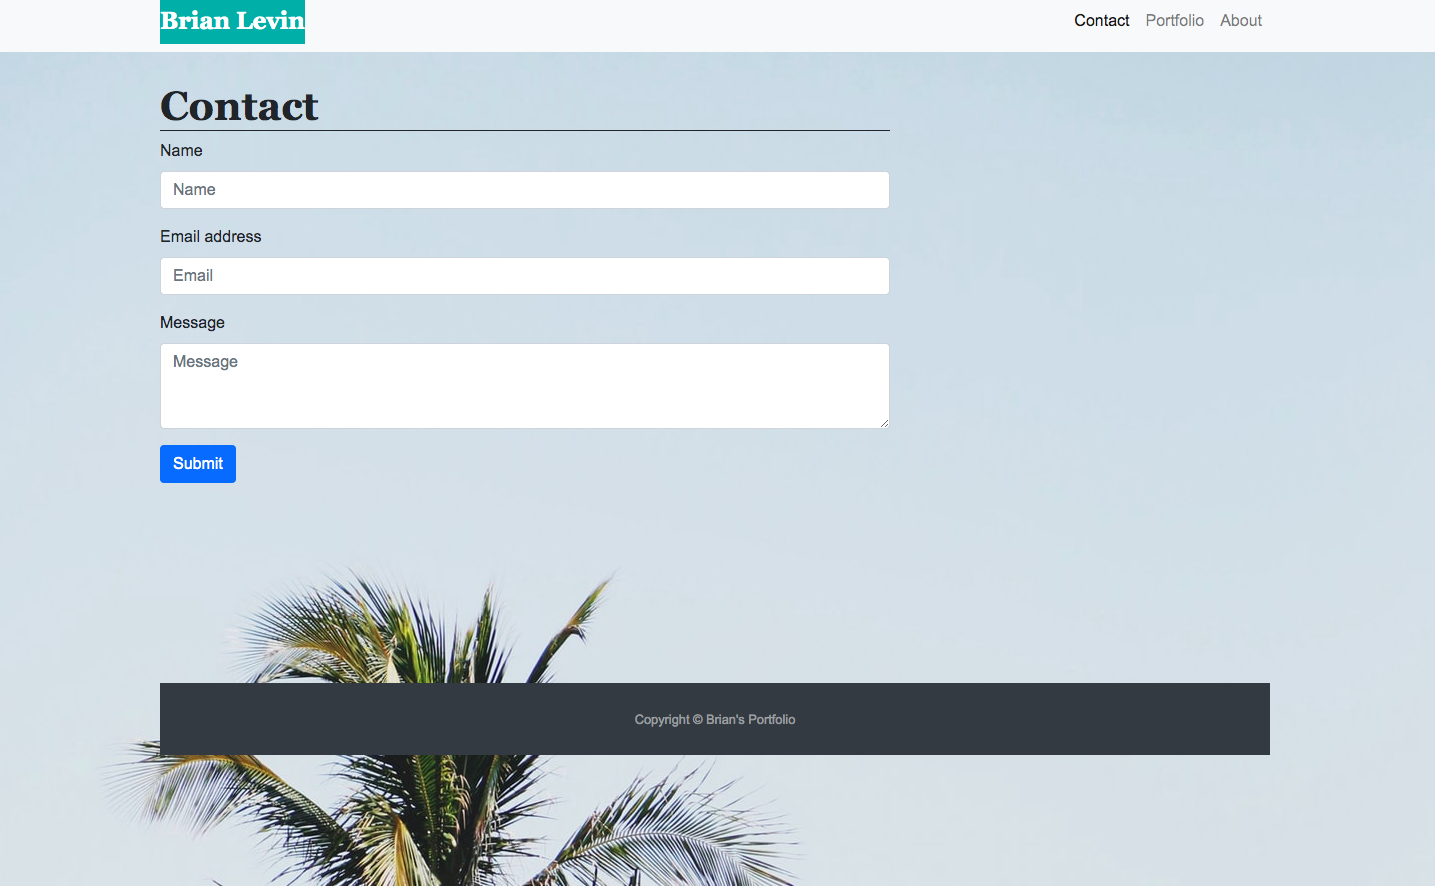 Brian Levin
Contact Portfolio About
Contact
Name
Name
Email address
Email
Message
Message
Submit
Copyright © Brian's Portfolio